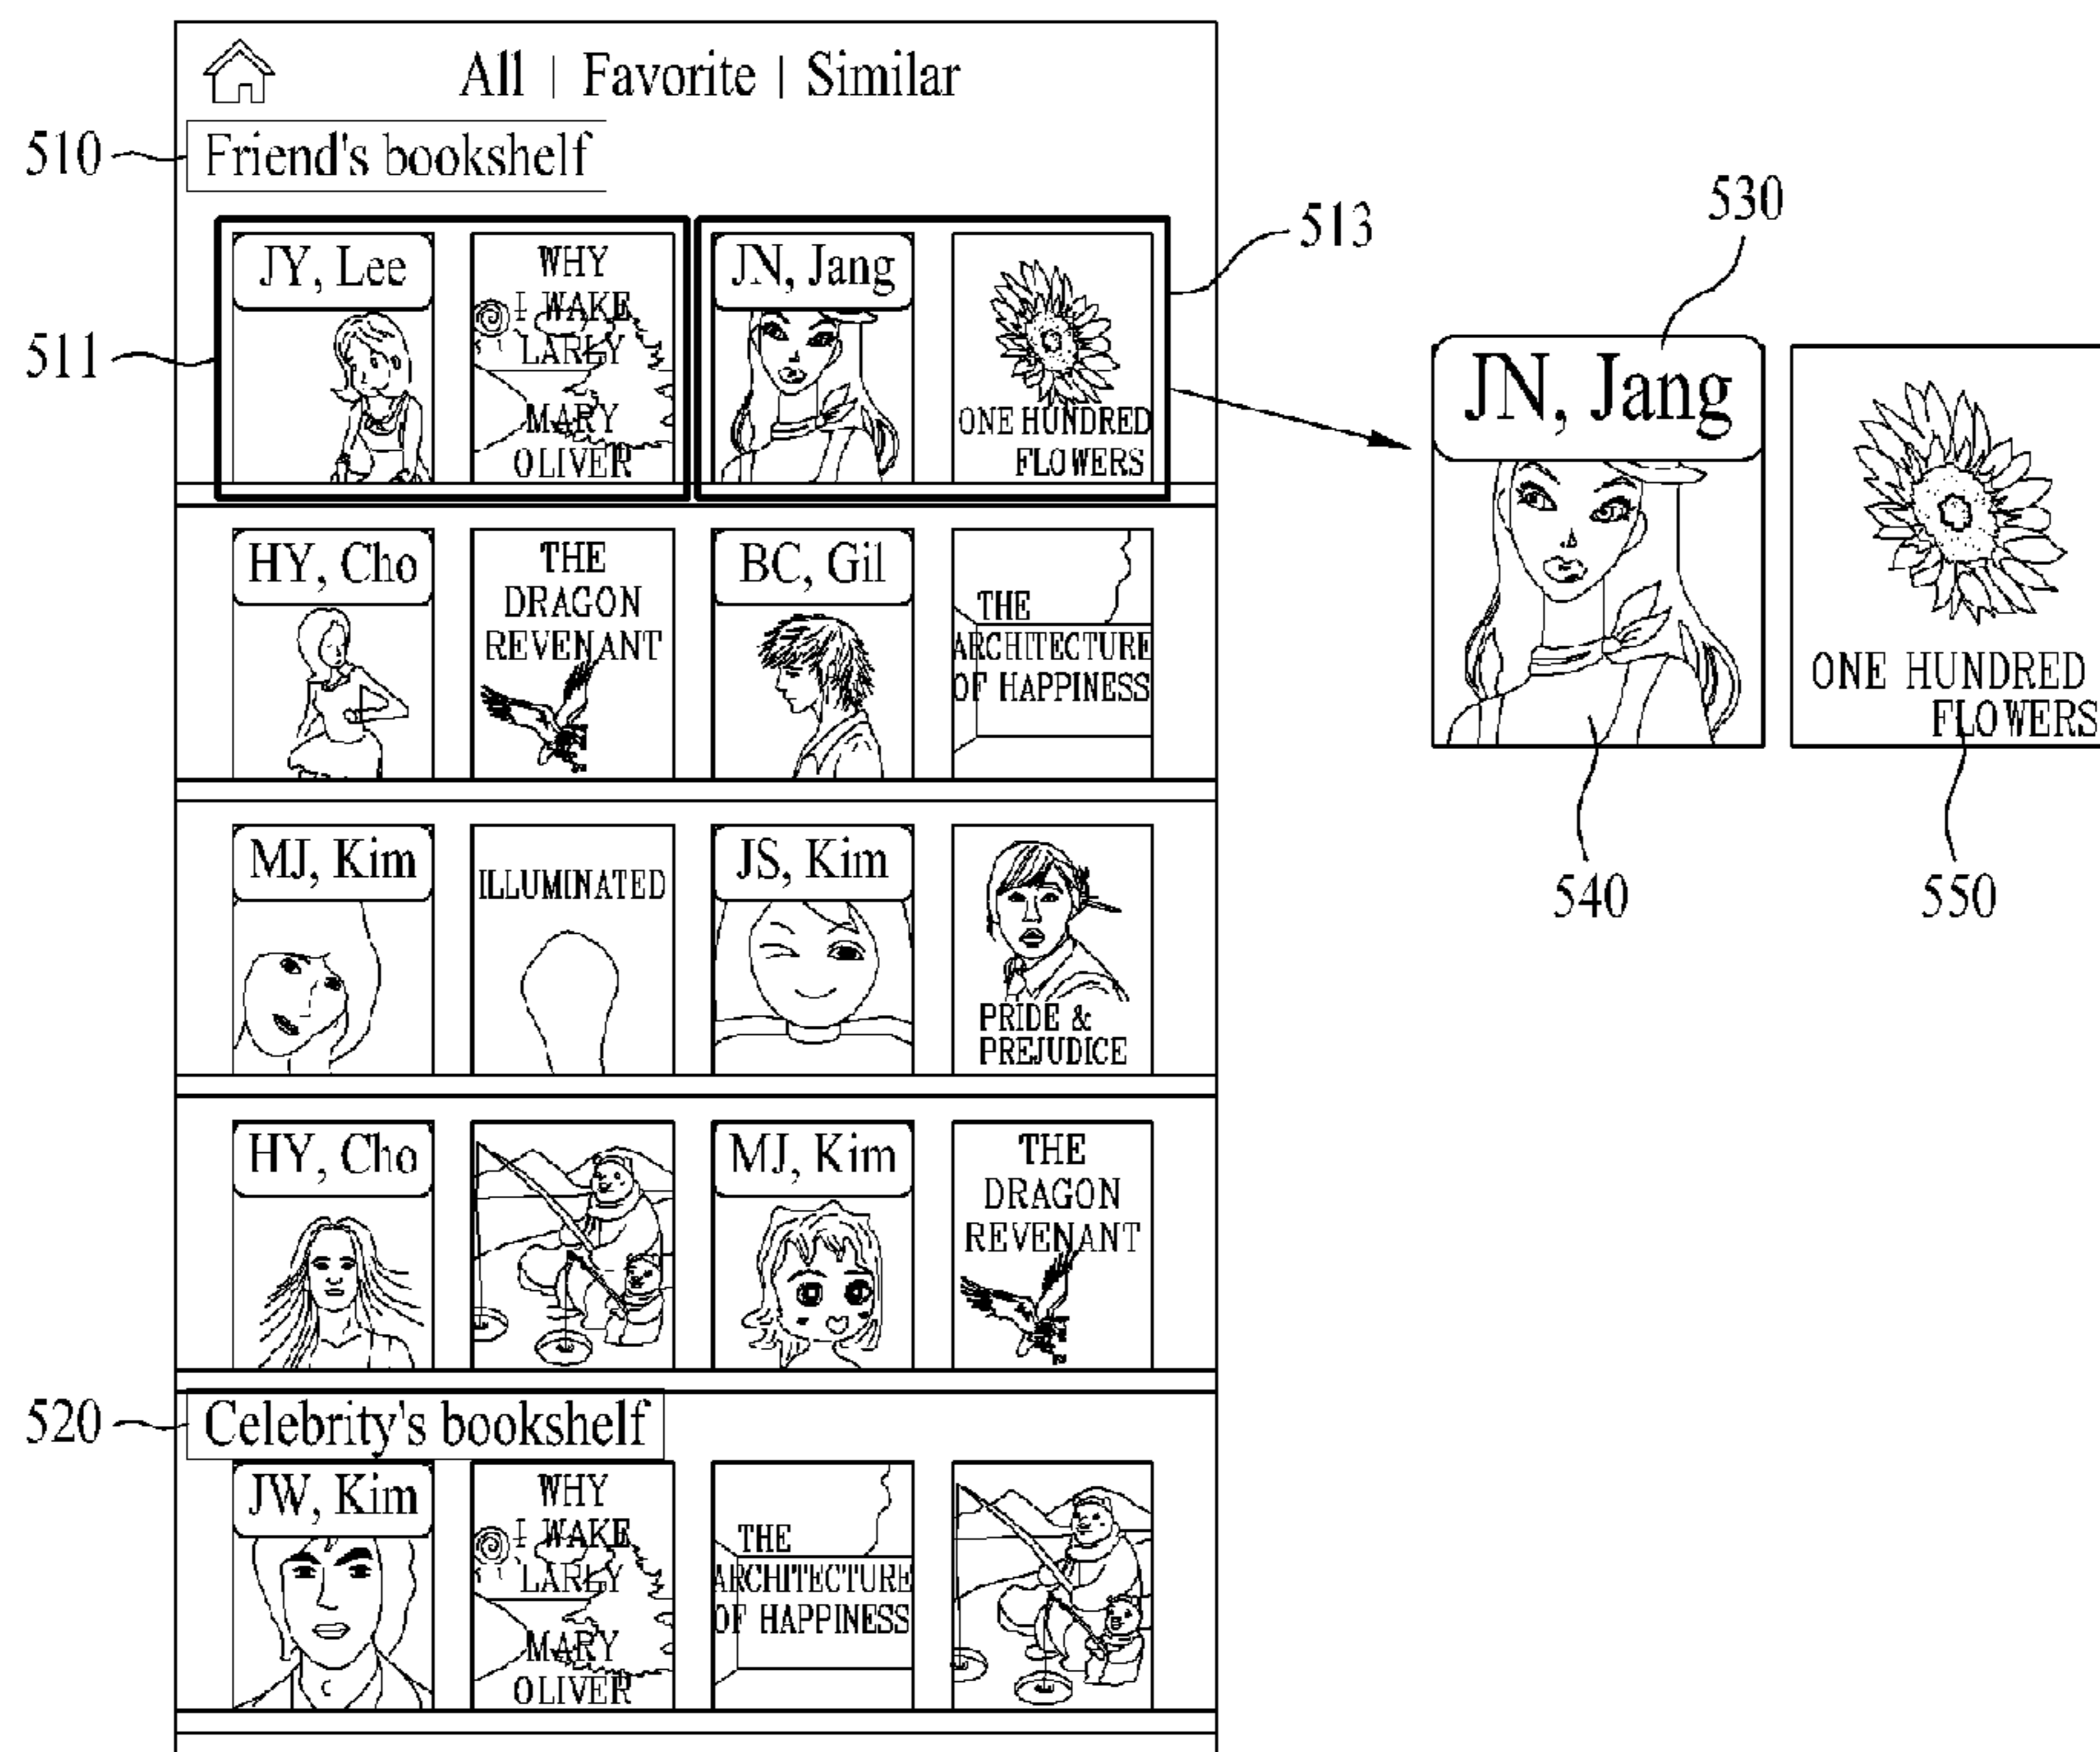 All | Favorite | Similar
510
Friend's bookshelf
511
JY, Lee
WHY
I WAKE
LARLY
MARY
OLIVER
JN, Jang
ONE HUNDRED
FLOWERS
513
530
JN, Jang
ONE HUNDRED
FLOWERS
540
550
HY, Cho
THE
DRAGON
REVENANT
BC, Gil
THE
ARCHITECTURE
OF HAPPINESS
MJ, Kim
ILLUMINATED
JS, Kim
PRIDE &
PREJUDICE
HY, Cho
MJ, Kim
THE
DRAGON
REVENANT
520
Celebrity's bookshelf
JW, Kim
WHY
I WAKE
LARLY
MARY
OLIVER
THE
ARCHITECTURE
OF HAPPINESS